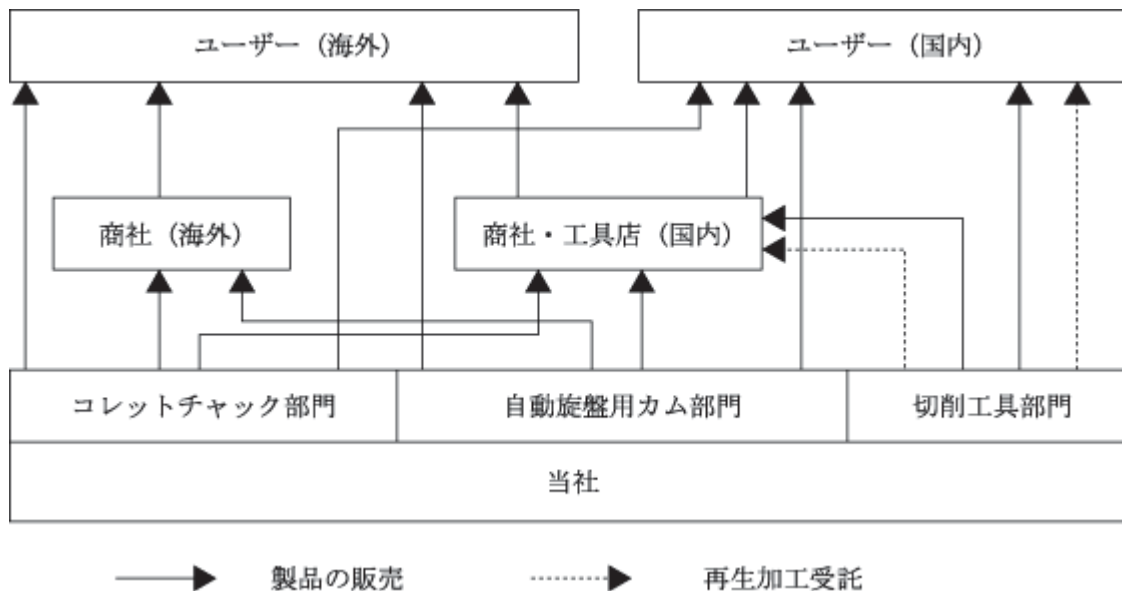 ユーザー（海外）
ユーザー（国内）
商社（海外）
商社・工具店（国内）
コレットチャック部門
自動旋盤用カム部門
切削工具部門
当社
製品の販売
再生加工受託